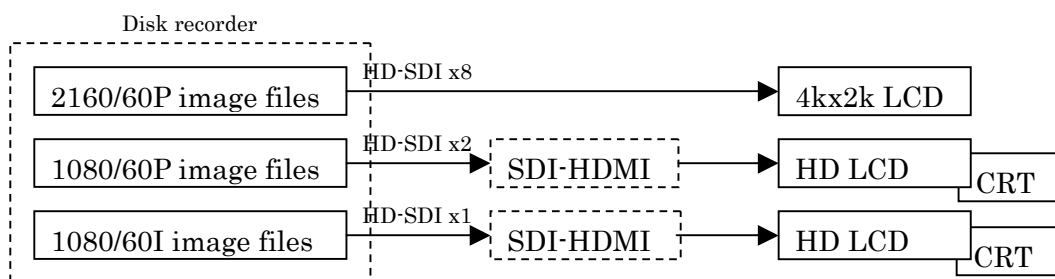 Disk recorder
HD-SDI x8
2160/60P image files
4kx2k LCD
HD-SDI x2
1080/60P image files
SDI-HDMI
HD LCD
CRT
HD-SDI x1
1080/60I image files
SDI-HDMI
HD LCD
CRT